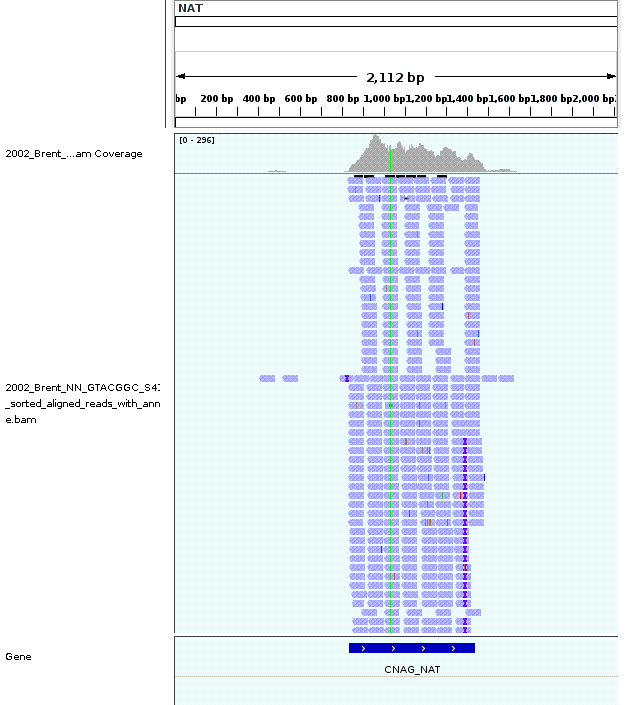 NAT
2,112 bp
bp 200 bp 400 bp 600 bp 800 bp 1,000 bp 1,200 bp 1,400 bp 1,600 bp 1,800 bp 2,000 bp
[0 - 296]
2002_Brent_...am Coverage
2002_Brent_NN_GTACGGC_S4
_sorted_aligned_reads_with_ann
e.bam
Gene
CNAG_NAT